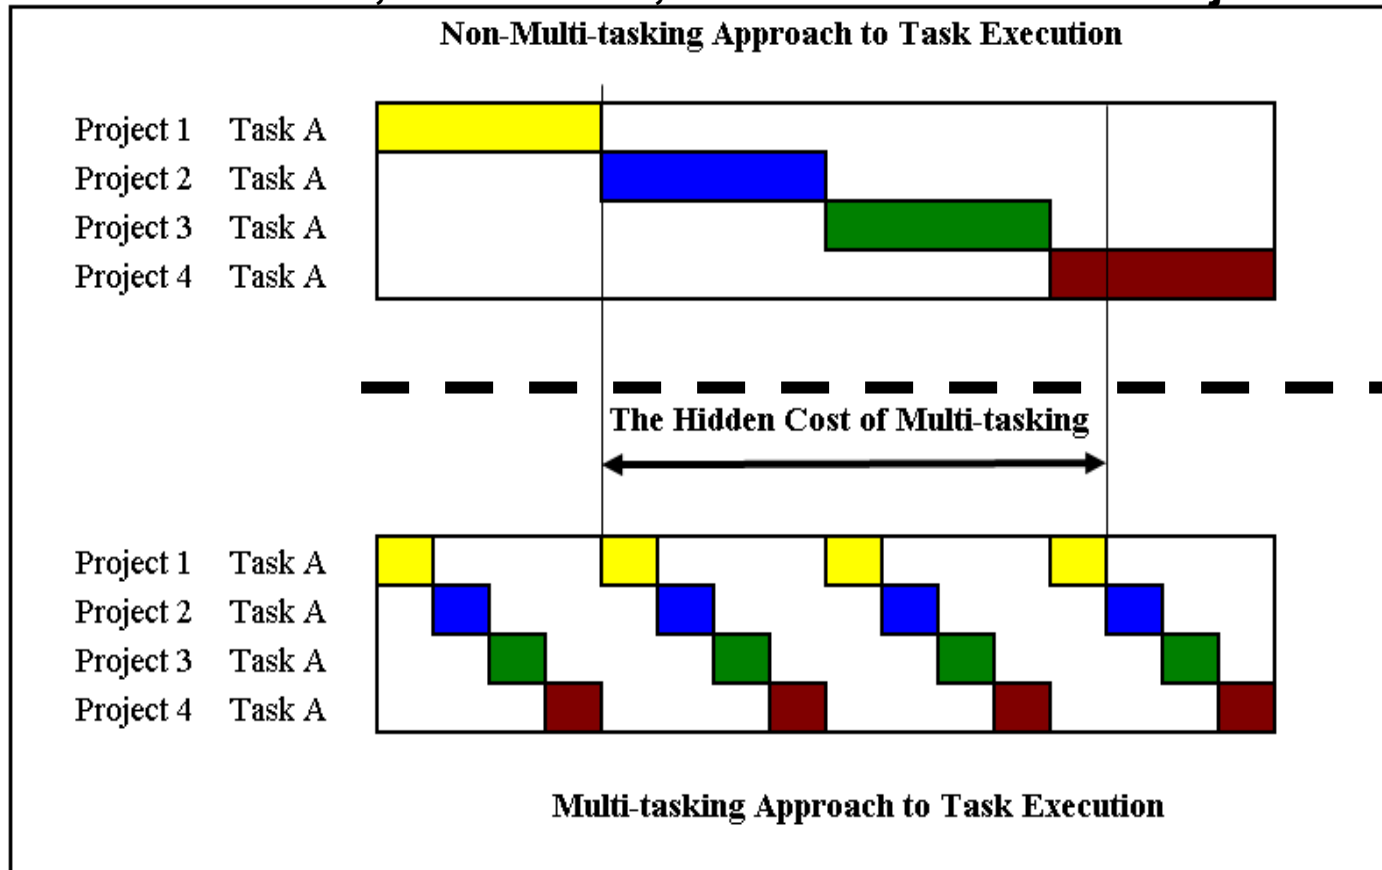 Non-Multi-tasking Approach to Task Execution
Project 1 Task A
Project 2 Task A
Project 3 Task A
Project 4 Task A
The Hidden Cost of Multi-tasking
Project 1 Task A
Project 2 Task A
Project 3 Task A
Project 4 Task A
Multi-tasking Approach to Task Execution